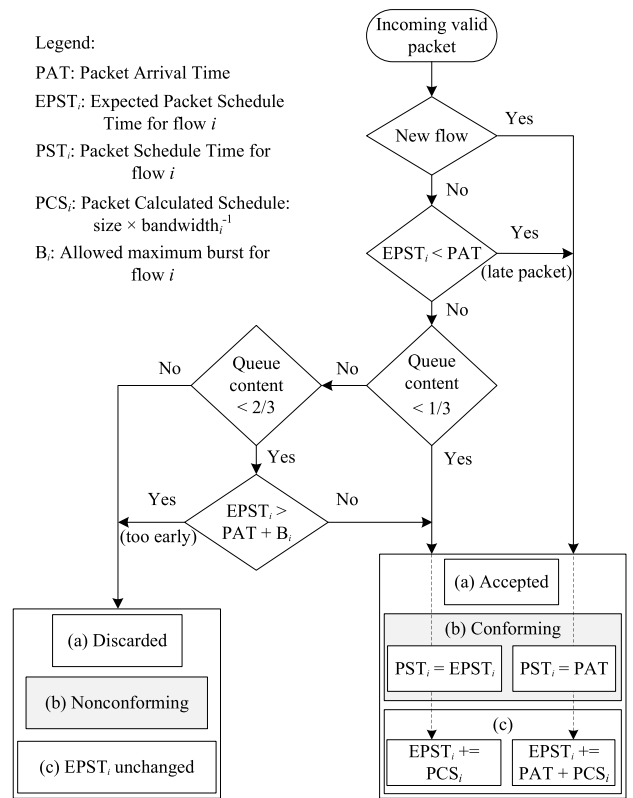 Incoming valid
packet
Legend:
PAT: Packet Arrival Time
EPSTi: Expected Packet Schedule
Time for flow i
PSTi: Packet Schedule Time for
flow i
PCSi: Packet Calculated Schedule:
size × bandwidthi-1
Bi: Allowed maximum burst for
flow i
New flow
Yes
No
EPSTi < PAT
Yes
(late packet)
No
Queue
content
< 1/3
No
Yes
Queue
content
< 2/3
No
Yes
EPSTi >
PAT + Bi
Yes
(too early)
No
(a) Accepted
(b) Conforming
PSTi = EPSTi
PSTi = PAT
(c)
EPSTi +=
PCSi
EPSTi +=
PAT + PCSi
(a) Discarded
(b) Nonconforming
(c) EPSTi unchanged